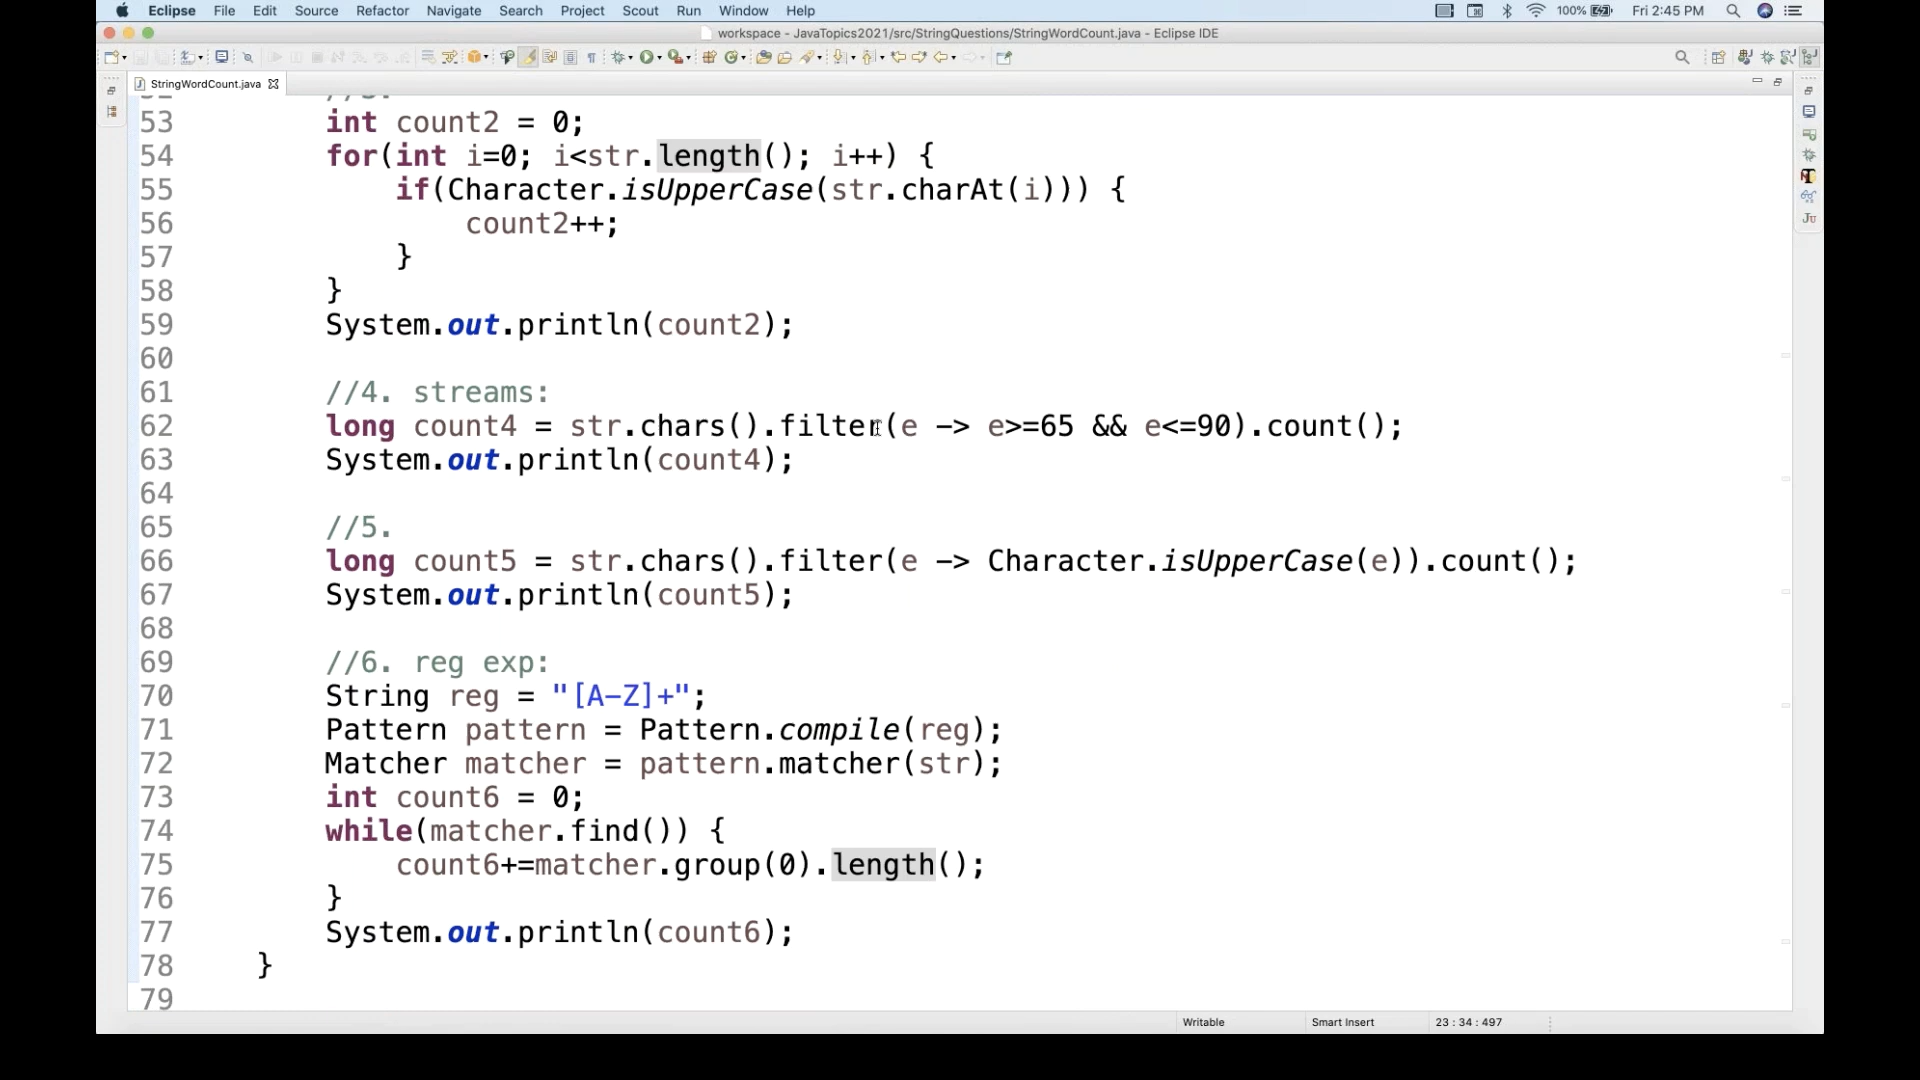 Eclipse File Edit Source Refactor Navigate Search Project Scout Run Window Help 100% Fri 2:45 PM
workspace - JavaTopics2021/src/StringQuestions/StringWordCount.java - Eclipse IDE
StringWordCount.java
53 int count2 = 0;
54 for(int i=0; i<str.length(); i++) {
55 if(Character.isUpperCase(str.charAt(i))) {
56 count2++;
57 }
58 }
59 System.out.println(count2);
60
61 //4. streams:
62 long count4 = str.chars().filter(e -> e>=65 && e<=90).count();
63 System.out.println(count4);
64
65 //5.
66 long count5 = str.chars().filter(e -> Character.isUpperCase(e)).count();
67 System.out.println(count5);
68
69 //6. reg exp:
70 String reg = "[A-Z]+";
71 Pattern pattern = Pattern.compile(reg);
72 Matcher matcher = pattern.matcher(str);
73 int count6 = 0;
74 while(matcher.find()) {
75 count6+=matcher.group(0).length();
76 }
77 System.out.println(count6);
78 }
79
Writable Smart Insert 23 : 34 : 497